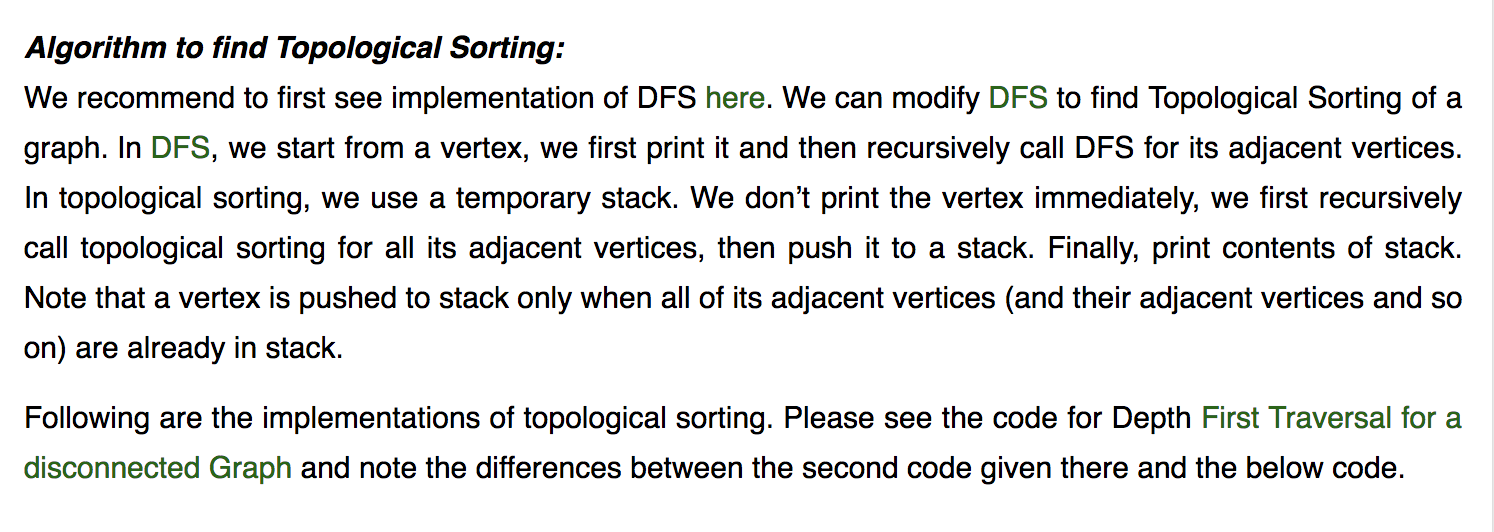 Algorithm to find Topological Sorting:
We recommend to first see implementation of DFS here. We can modify DFS to find Topological Sorting of a
graph. In DFS, we start from a vertex, we first print it and then recursively call DFS for its adjacent vertices.
In topological sorting, we use a temporary stack. We don’t print the vertex immediately, we first recursively
call topological sorting for all its adjacent vertices, then push it to a stack. Finally, print contents of stack.
Note that a vertex is pushed to stack only when all of its adjacent vertices (and their adjacent vertices and so
on) are already in stack.
Following are the implementations of topological sorting. Please see the code for Depth First Traversal for a
disconnected Graph and note the differences between the second code given there and the below code.